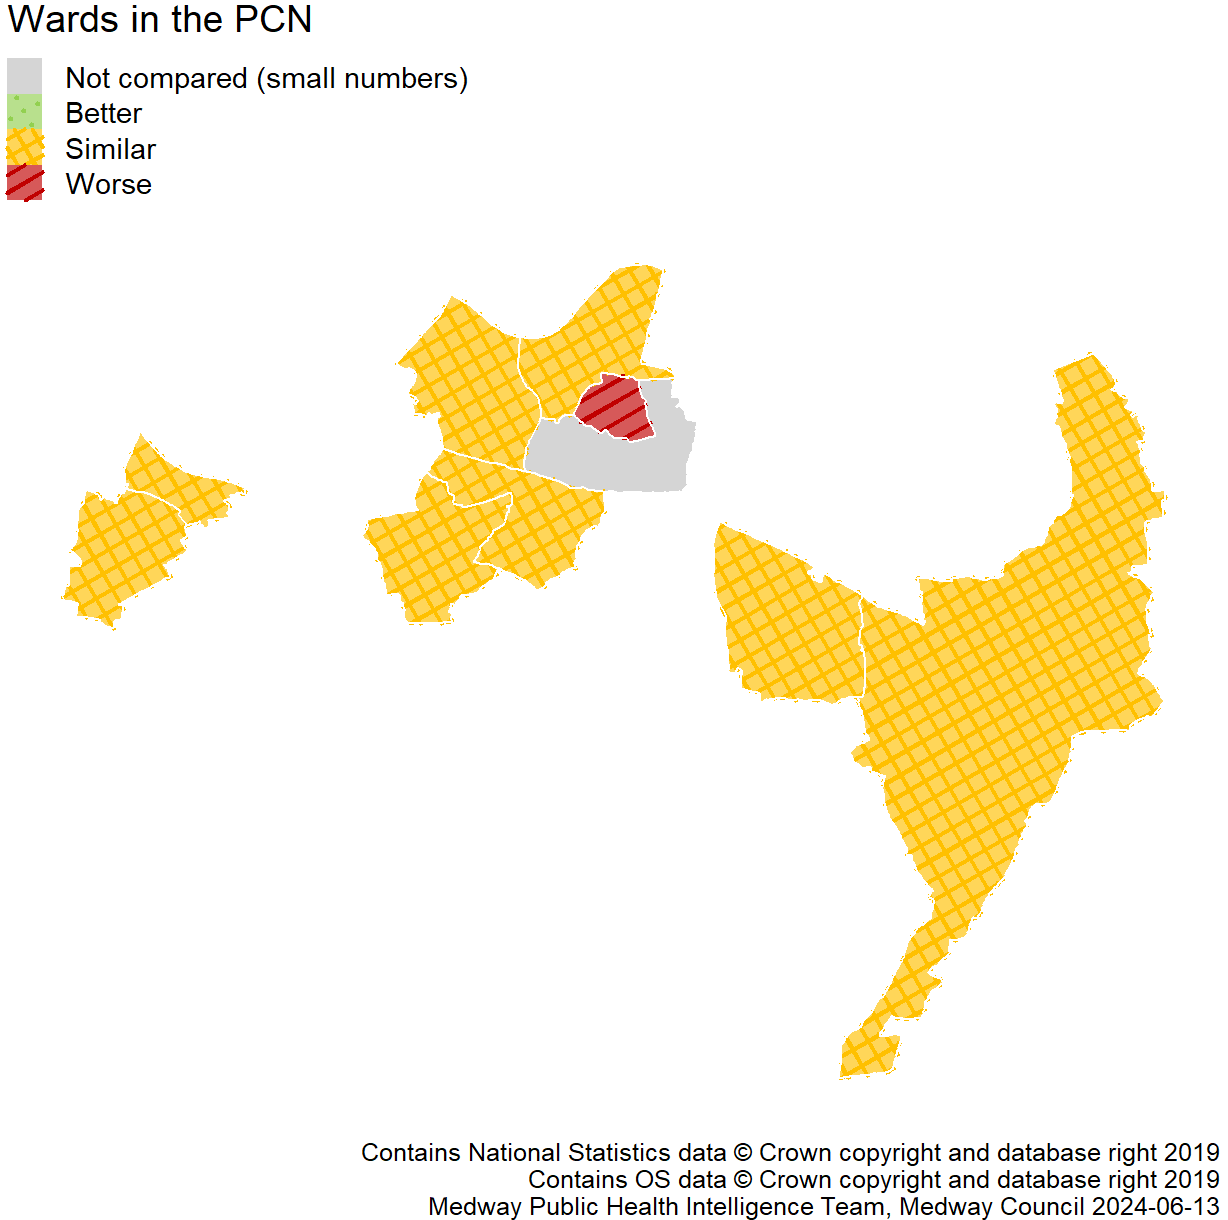 Wards in the PCN
Not compared (small numbers)
Better
Similar
Worse
Contains National Statistics data © Crown copyright and database right 2019
Contains OS data © Crown copyright and database right 2019
Medway Public Health Intelligence Team, Medway Council 2024-06-13